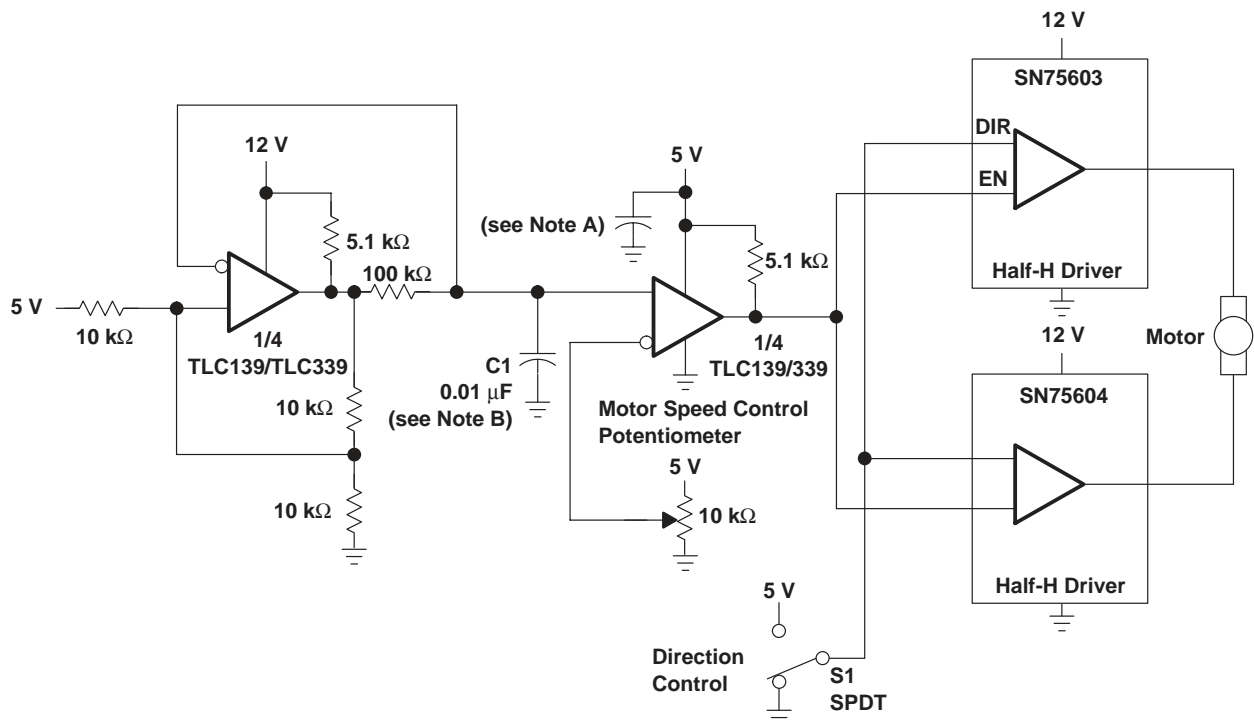 12 V
SN75603
DIR
EN
Half-H Driver
12 V
5.1 kΩ
100 kΩ
5 V
10 kΩ
1/4
TLC139/TLC339
10 kΩ
10 kΩ
5 V
(see Note A)
5.1 kΩ
1/4
TLC139/339
C1
0.01 μF
(see Note B)
Motor Speed Control
Potentiometer
5 V
10 kΩ
Motor
12 V
SN75604
Half-H Driver
5 V
Direction
Control
S1
SPDT